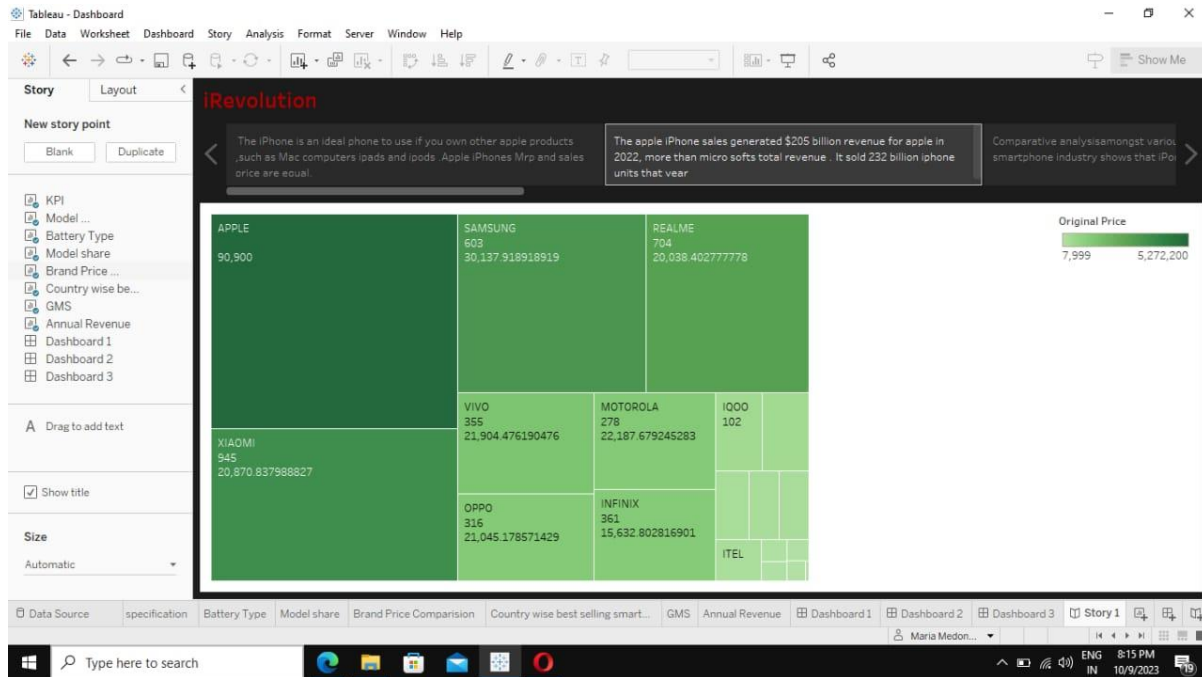 Tableau - Dashboard
File Data Worksheet Dashboard Story Analysis Format Server Window Help
Show Me
Story Layout
New story point
Blank Duplicate
KPI
Model ...
Battery Type
Model share
Brand Price ...
Country wise be...
GMS
Annual Revenue
Dashboard 1
Dashboard 2
Dashboard 3
A Drag to add text
Show title
Size
Automatic
iRevolution
The iPhone is an ideal phone to use if you own other apple products
,such as Mac computers ipads and ipods .Apple iPhones Mrp and sales
price are equal.
The apple iPhone sales generated $205 billion revenue for apple in
2022, more than micro softs total revenue . It sold 232 billion iphone
units that year
Comparative analysisamongst variou
smartphone industry shows that iPo
APPLE
90,900
SAMSUNG
603
30,137.918918919
REALME
704
20,038.402777778
XIAOMI
945
20,870.837988827
VIVO
355
21,904.476190476
MOTOROLA
278
22,187.679245283
IQOO
102
OPPO
316
21,045.178571429
INFINIX
361
15,632.802816901
ITEL
Original Price
7,999 5,272,200
Data Source specification Battery Type Model share Brand Price Comparision Country wise best selling smart... GMS Annual Revenue Dashboard 1 Dashboard 2 Dashboard 3 Story 1
Maria Medon...
Type here to search
ENG 8:15 PM
IN 10/9/2023
19